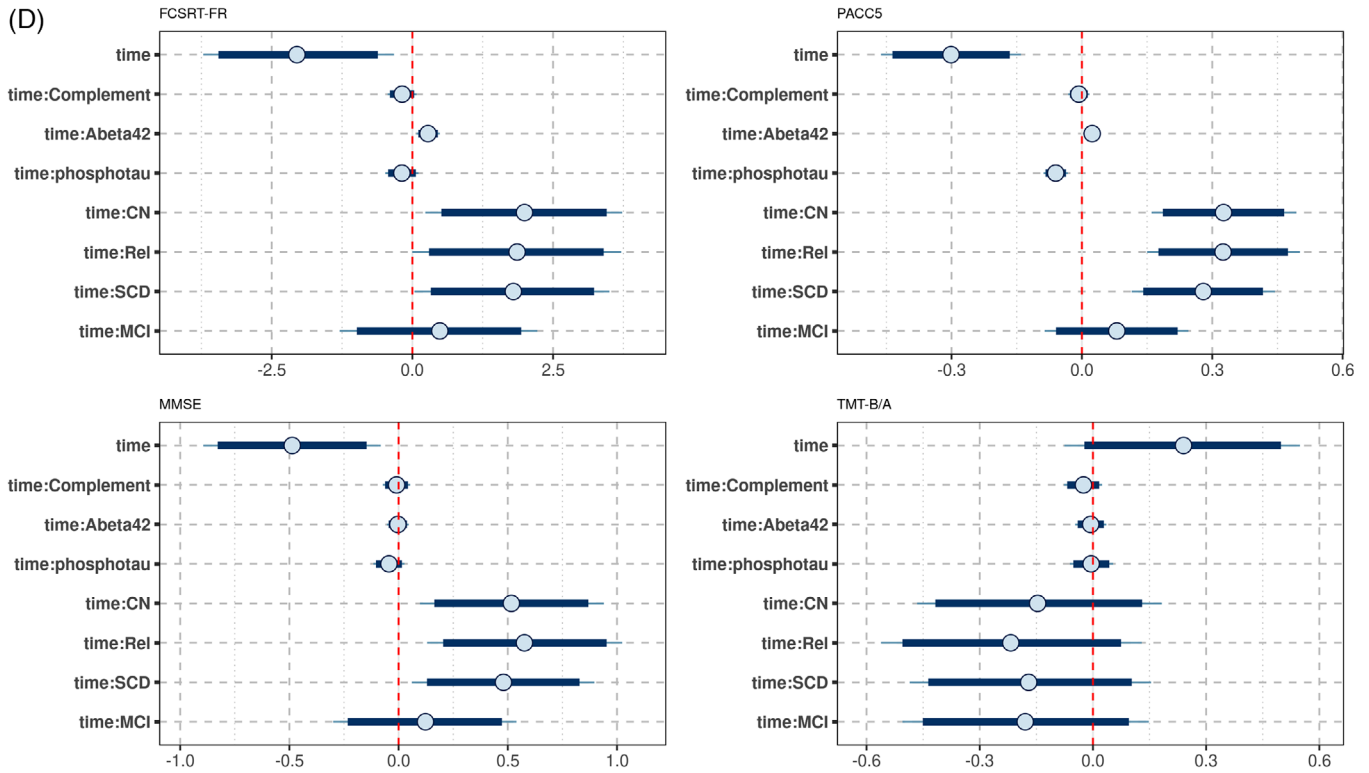 (D)
FCSRT-FR
time
time:Complement
time:Abeta42
time:phosphotau
time:CN
time:Rel
time:SCD
time:MCI
-2.5 0.0 2.5
PACC5
time
time:Complement
time:Abeta42
time:phosphotau
time:CN
time:Rel
time:SCD
time:MCI
-0.3 0.0 0.3 0.6
MMSE
time
time:Complement
time:Abeta42
time:phosphotau
time:CN
time:Rel
time:SCD
time:MCI
-1.0 -0.5 0.0 0.5 1.0
TMT-B/A
time
time:Complement
time:Abeta42
time:phosphotau
time:CN
time:Rel
time:SCD
time:MCI
-0.6 -0.3 0.0 0.3 0.6